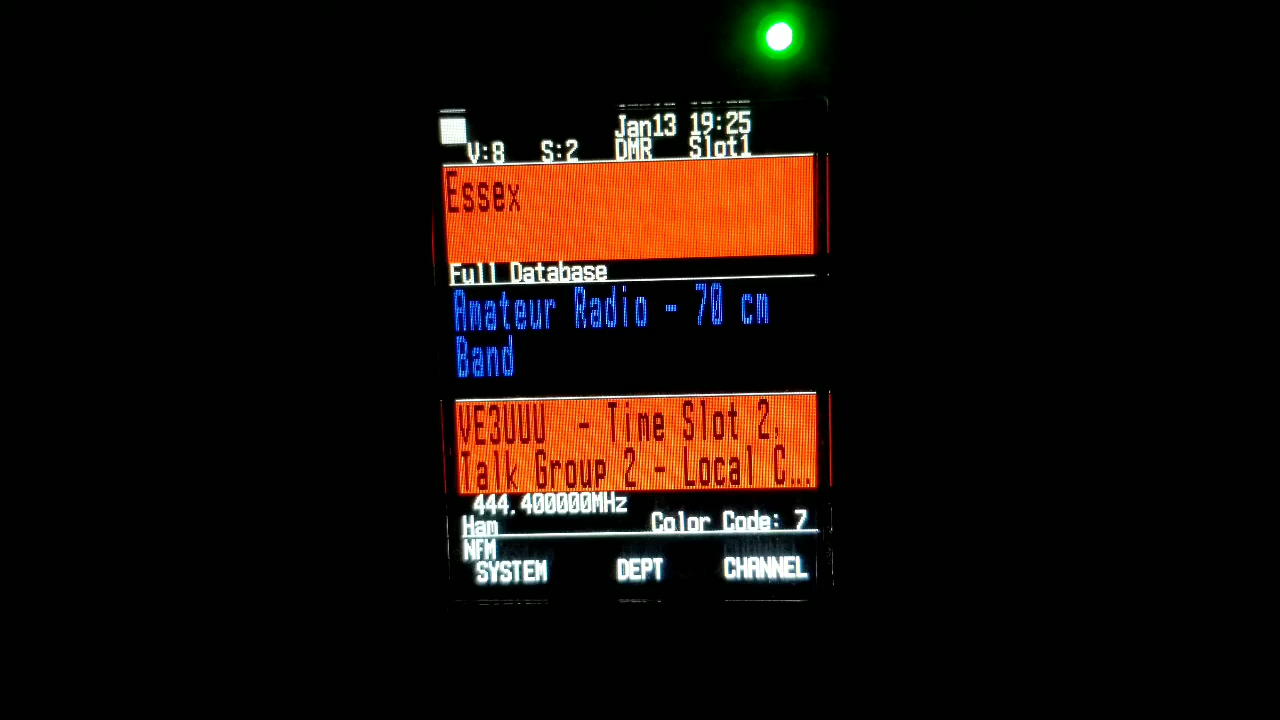 Jan13 19:25
V:8 S:2 DMR Slot1
Essex
Full Database
Amateur Radio - 70 cm
Band
VE3UUU - Time Slot 2,
Talk Group 2 - Local C...
444.400000MHz
Ham Color Code: 7
NFM
SYSTEM DEPT CHANNEL